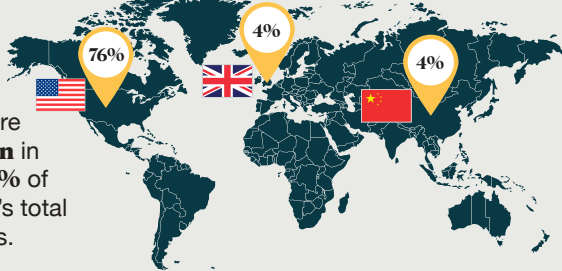 76%
4%
4%
re
n in
% of
's total
s.